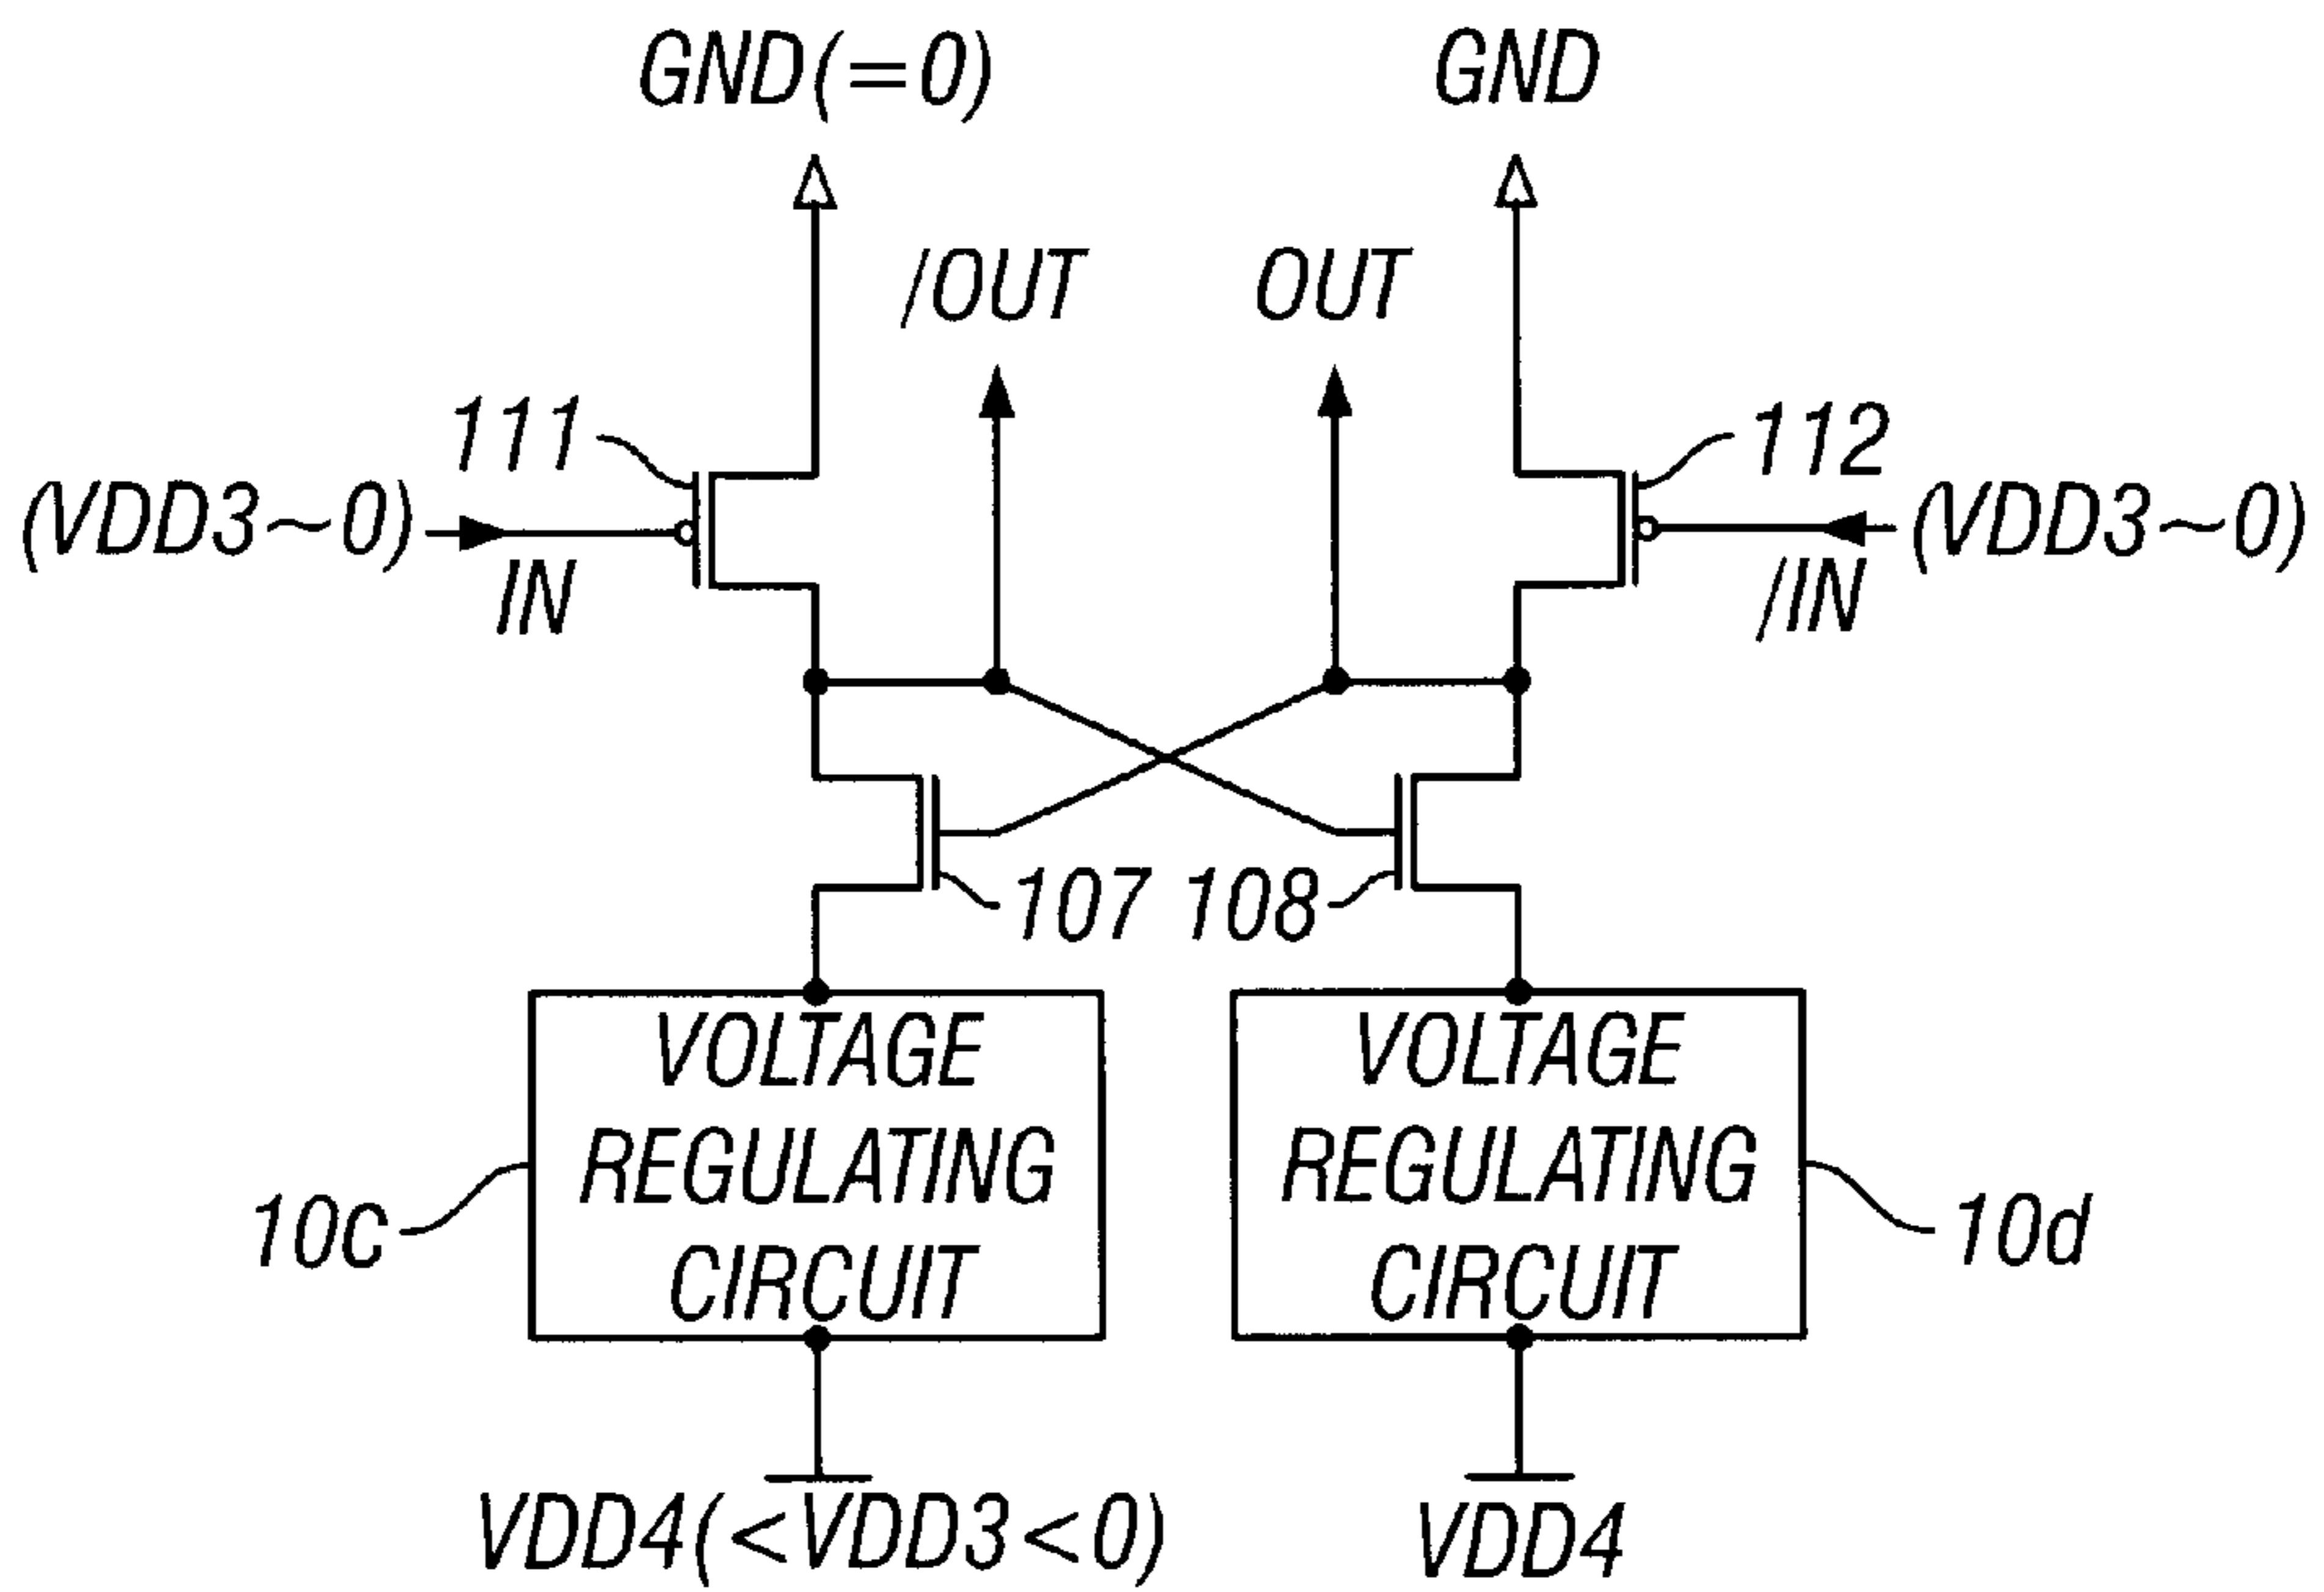 GND(=0)
GND
/OUT
OUT
111
112
(VDD3~0)
(VDD3~0)
IN
/IN
107
108
VOLTAGE
REGULATING
CIRCUIT
VOLTAGE
REGULATING
CIRCUIT
10c
10d
VDD4(<VDD3<0)
VDD4